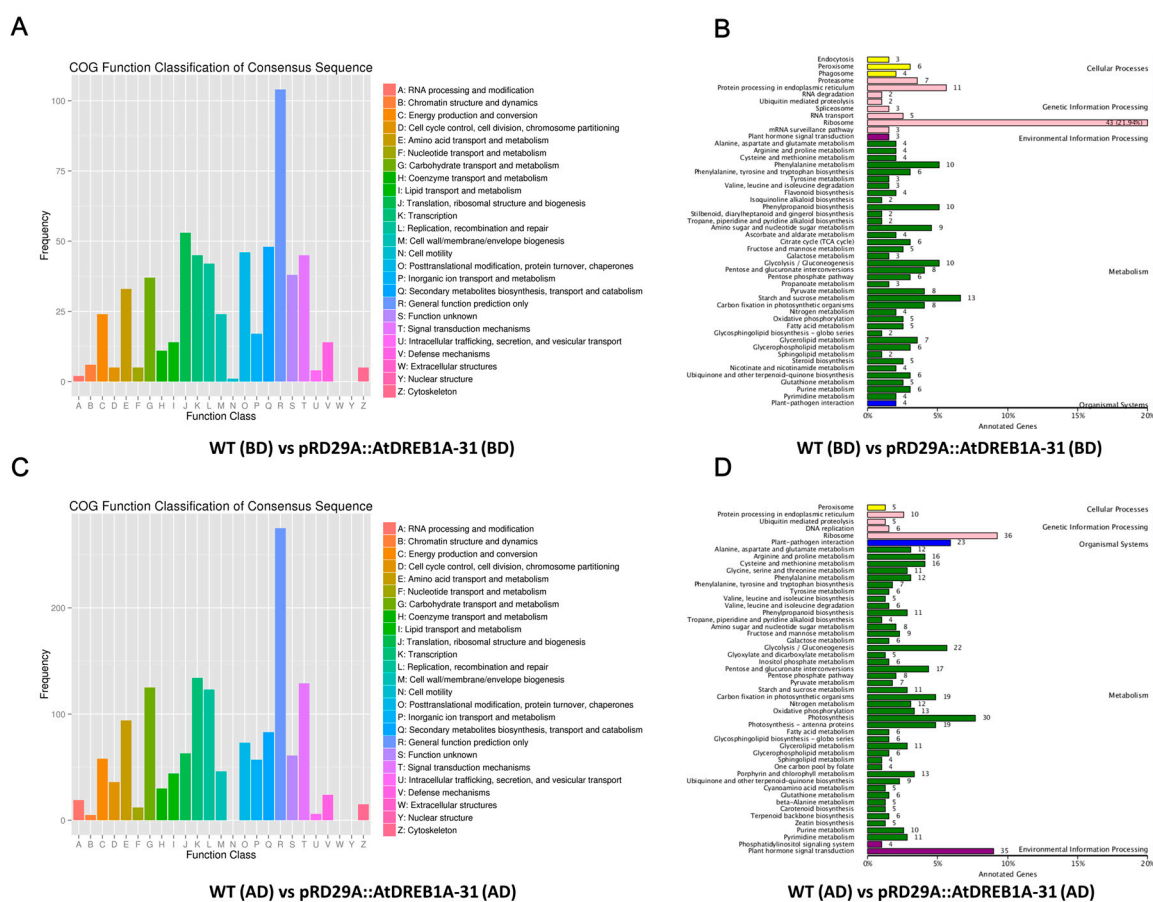 A
COG Function Classification of Consensus Sequence
Frequency
100
75
50
25
0
A B C D E F G H I J K L M N O P Q R S T U V W Y Z
Function Class
A: RNA processing and modification
B: Chromatin structure and dynamics
C: Energy production and conversion
D: Cell cycle control, cell division, chromosome partitioning
E: Amino acid transport and metabolism
F: Nucleotide transport and metabolism
G: Carbohydrate transport and metabolism
H: Coenzyme transport and metabolism
I: Lipid transport and metabolism
J: Translation, ribosomal structure and biogenesis
K: Transcription
L: Replication, recombination and repair
M: Cell wall/membrane/envelope biogenesis
N: Cell motility
O: Posttranslational modification, protein turnover, chaperones
P: Inorganic ion transport and metabolism
Q: Secondary metabolites biosynthesis, transport and catabolism
R: General function prediction only
S: Function unknown
T: Signal transduction mechanisms
U: Intracellular trafficking, secretion, and vesicular transport
V: Defense mechanisms
W: Extracellular structures
Y: Nuclear structure
Z: Cytoskeleton
WT (BD) vs pRD29A::AtDREB1A-31 (BD)
B
Endocytosis 3
Peroxisome 6
Phagosome 4
Proteasome 7
Protein processing in endoplasmic reticulum 11
RNA degradation 2
Ubiquitin mediated proteolysis 2
Spliceosome 3
RNA transport 5
Ribosome 43 (21.94%)
mRNA surveillance pathway 3
Plant hormone signal transduction 3
Alanine, aspartate and glutamate metabolism 4
Arginine and proline metabolism 4
Cysteine and methionine metabolism 4
Phenylalanine metabolism 10
Phenylalanine, tyrosine and tryptophan biosynthesis 6
Tyrosine metabolism 3
Valine, leucine and isoleucine degradation 3
Flavonoid biosynthesis 4
Isoquinoline alkaloid biosynthesis 2
Phenylpropanoid biosynthesis 10
Stilbenoid, diarylheptanoid and gingerol biosynthesis 2
Tropane, piperidine and pyridine alkaloid biosynthesis 2
Amino sugar and nucleotide sugar metabolism 9
Ascorbate and aldarate metabolism 4
Citrate cycle (TCA cycle) 6
Fructose and mannose metabolism 5
Galactose metabolism 3
Glycolysis / Gluconeogenesis 10
Pentose and glucuronate interconversions 8
Pentose phosphate pathway 6
Propanoate metabolism 3
Pyruvate metabolism 8
Starch and sucrose metabolism 13
Carbon fixation in photosynthetic organisms 8
Nitrogen metabolism 4
Oxidative phosphorylation 5
Fatty acid metabolism 5
Glycosphingolipid biosynthesis - globo series 2
Glycerolipid metabolism 7
Glycerophospholipid metabolism 6
Sphingolipid metabolism 2
Steroid biosynthesis 5
Nicotinate and nicotinamide metabolism 4
Ubiquinone and other terpenoid-quinone biosynthesis 6
Glutathione metabolism 5
Purine metabolism 6
Pyrimidine metabolism 4
Plant-pathogen interaction 4
Cellular Processes
Genetic Information Processing
Environmental Information Processing
Metabolism
Organismal Systems
0% 5% 10% 15% 20%
Annotated Genes
WT (BD) vs pRD29A::AtDREB1A-31 (BD)
C
COG Function Classification of Consensus Sequence
Frequency
200
100
0
A B C D E F G H I J K L M N O P Q R S T U V W Y Z
Function Class
A: RNA processing and modification
B: Chromatin structure and dynamics
C: Energy production and conversion
D: Cell cycle control, cell division, chromosome partitioning
E: Amino acid transport and metabolism
F: Nucleotide transport and metabolism
G: Carbohydrate transport and metabolism
H: Coenzyme transport and metabolism
I: Lipid transport and metabolism
J: Translation, ribosomal structure and biogenesis
K: Transcription
L: Replication, recombination and repair
M: Cell wall/membrane/envelope biogenesis
N: Cell motility
O: Posttranslational modification, protein turnover, chaperones
P: Inorganic ion transport and metabolism
Q: Secondary metabolites biosynthesis, transport and catabolism
R: General function prediction only
S: Function unknown
T: Signal transduction mechanisms
U: Intracellular trafficking, secretion, and vesicular transport
V: Defense mechanisms
W: Extracellular structures
Y: Nuclear structure
Z: Cytoskeleton
WT (AD) vs pRD29A::AtDREB1A-31 (AD)
D
Peroxisome 5
Protein processing in endoplasmic reticulum 10
Ubiquitin mediated proteolysis 5
DNA replication 6
Ribosome 36
Plant-pathogen interaction 23
Alanine, aspartate and glutamate metabolism 12
Arginine and proline metabolism 16
Cysteine and methionine metabolism 16
Glycine, serine and threonine metabolism 11
Phenylalanine metabolism 12
Phenylalanine, tyrosine and tryptophan biosynthesis 7
Tyrosine metabolism 6
Valine, leucine and isoleucine biosynthesis 5
Valine, leucine and isoleucine degradation 6
Phenylpropanoid biosynthesis 11
Tropane, piperidine and pyridine alkaloid biosynthesis 4
Amino sugar and nucleotide sugar metabolism 8
Fructose and mannose metabolism 9
Galactose metabolism 6
Glycolysis / Gluconeogenesis 22
Glyoxylate and dicarboxylate metabolism 5
Inositol phosphate metabolism 6
Pentose and glucuronate interconversions 17
Pentose phosphate pathway 8
Pyruvate metabolism 7
Starch and sucrose metabolism 11
Carbon fixation in photosynthetic organisms 19
Nitrogen metabolism 12
Oxidative phosphorylation 13
Photosynthesis 30
Photosynthesis - antenna proteins 19
Fatty acid metabolism 6
Glycosphingolipid biosynthesis - globo series 6
Glycerolipid metabolism 11
Glycerophospholipid metabolism 6
Sphingolipid metabolism 4
One carbon pool by folate 4
Porphyrin and chlorophyll metabolism 13
Ubiquinone and other terpenoid-quinone biosynthesis 9
Cyanoamino acid metabolism 5
Glutathione metabolism 6
beta-Alanine metabolism 5
Carotenoid biosynthesis 5
Terpenoid backbone biosynthesis 6
Zeatin biosynthesis 5
Purine metabolism 10
Pyrimidine metabolism 11
Phosphatidylinositol signaling system 4
Plant hormone signal transduction 35
Cellular Processes
Genetic Information Processing
Organismal Systems
Metabolism
Environmental Information Processing
0% 5% 10% 15% 20%
Annotated Genes
WT (AD) vs pRD29A::AtDREB1A-31 (AD)